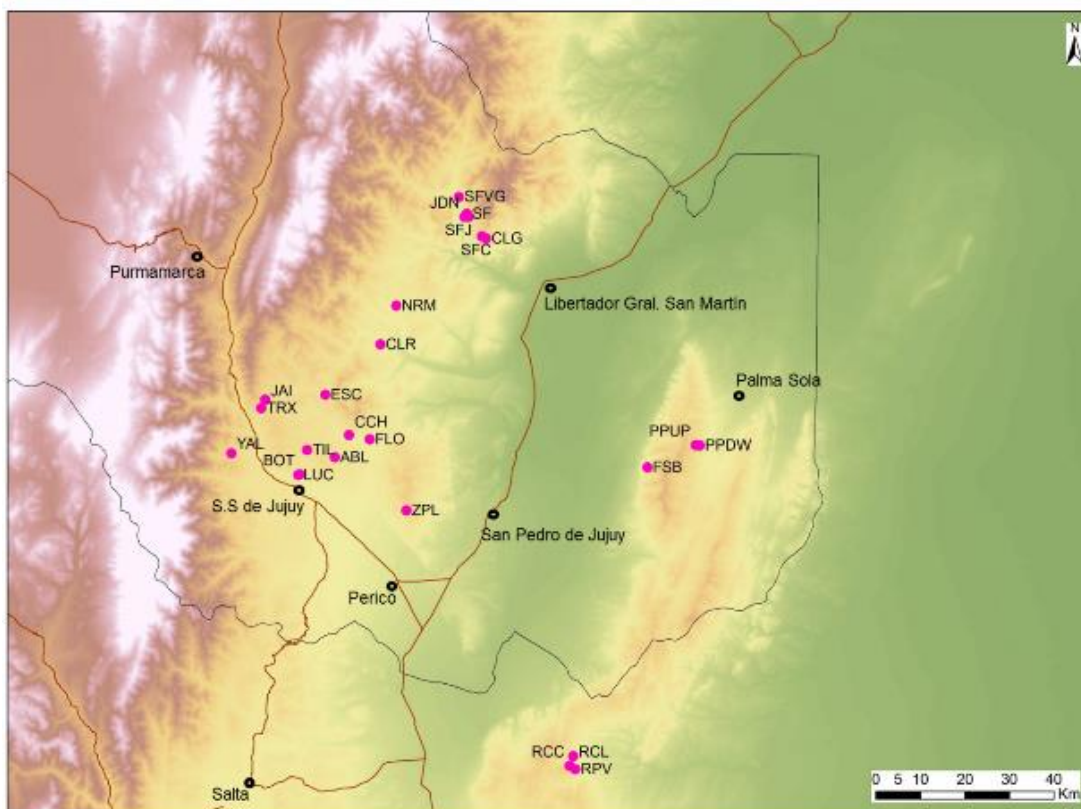 N
SFVG
JDN
SF
SFJ
CLG
SFC
Purmamarca
Libertador Gral. San Martin
NRM
CLR
Palma Sola
JAI
ESC
TRX
CCH
FLO
PPUP
PPDW
YAL
TIL
BOT
ABL
FSB
LUC
S.S de Jujuy
ZPL
San Pedro de Jujuy
Perico
RCC
RCL
RPV
Salta
0 5 10 20 30 40
Km